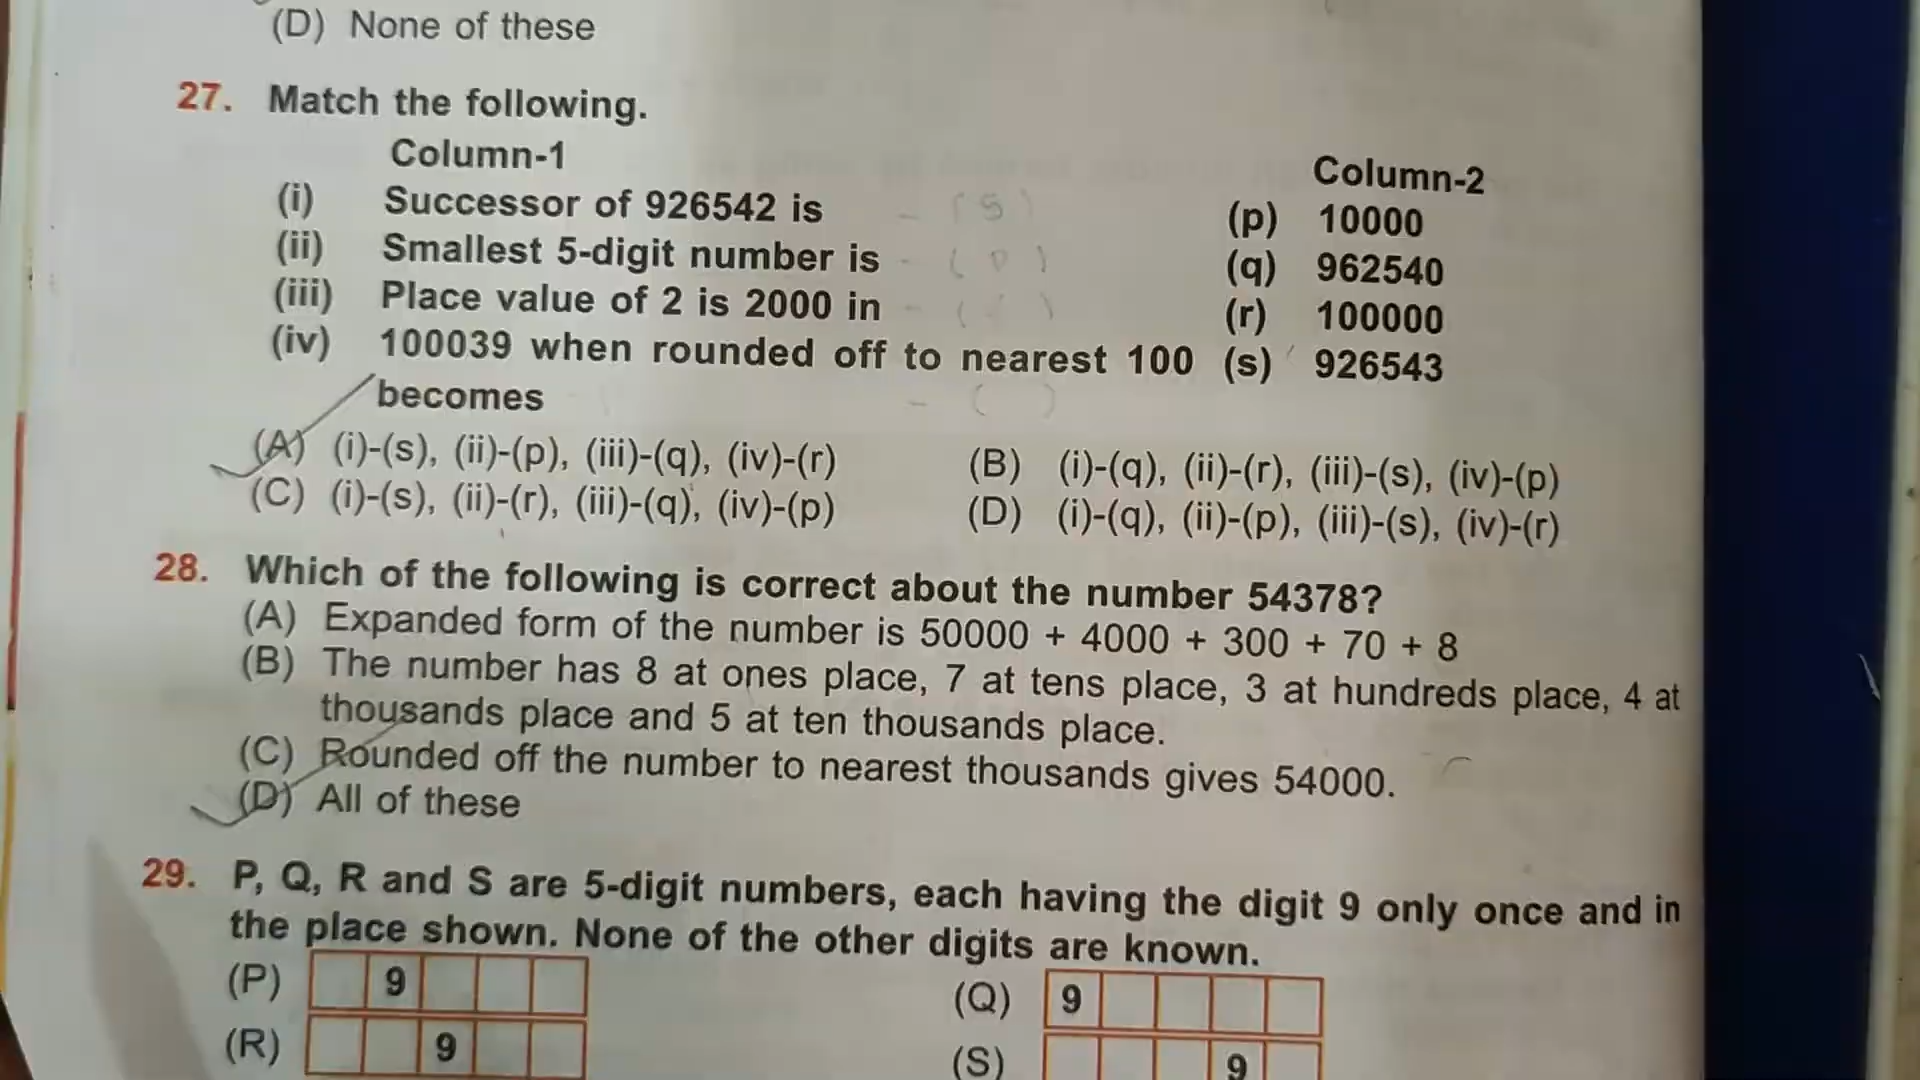 (D) None of these
27. Match the following.
Column-1 Column-2
(i) Successor of 926542 is - (S) (p) 10000
(ii) Smallest 5-digit number is - (p) (q) 962540
(iii) Place value of 2 is 2000 in - ( ) (r) 100000
(iv) 100039 when rounded off to nearest 100 (s) 926543
becomes - ( )
(A) (i)-(s), (ii)-(p), (iii)-(q), (iv)-(r) (B) (i)-(q), (ii)-(r), (iii)-(s), (iv)-(p)
(C) (i)-(s), (ii)-(r), (iii)-(q), (iv)-(p) (D) (i)-(q), (ii)-(p), (iii)-(s), (iv)-(r)
28. Which of the following is correct about the number 54378?
(A) Expanded form of the number is 50000 + 4000 + 300 + 70 + 8
(B) The number has 8 at ones place, 7 at tens place, 3 at hundreds place, 4 at
thousands place and 5 at ten thousands place.
(C) Rounded off the number to nearest thousands gives 54000.
(D) All of these
29. P, Q, R and S are 5-digit numbers, each having the digit 9 only once and in
the place shown. None of the other digits are known.
(P) 9 (Q) 9
(R) 9 (S) 9